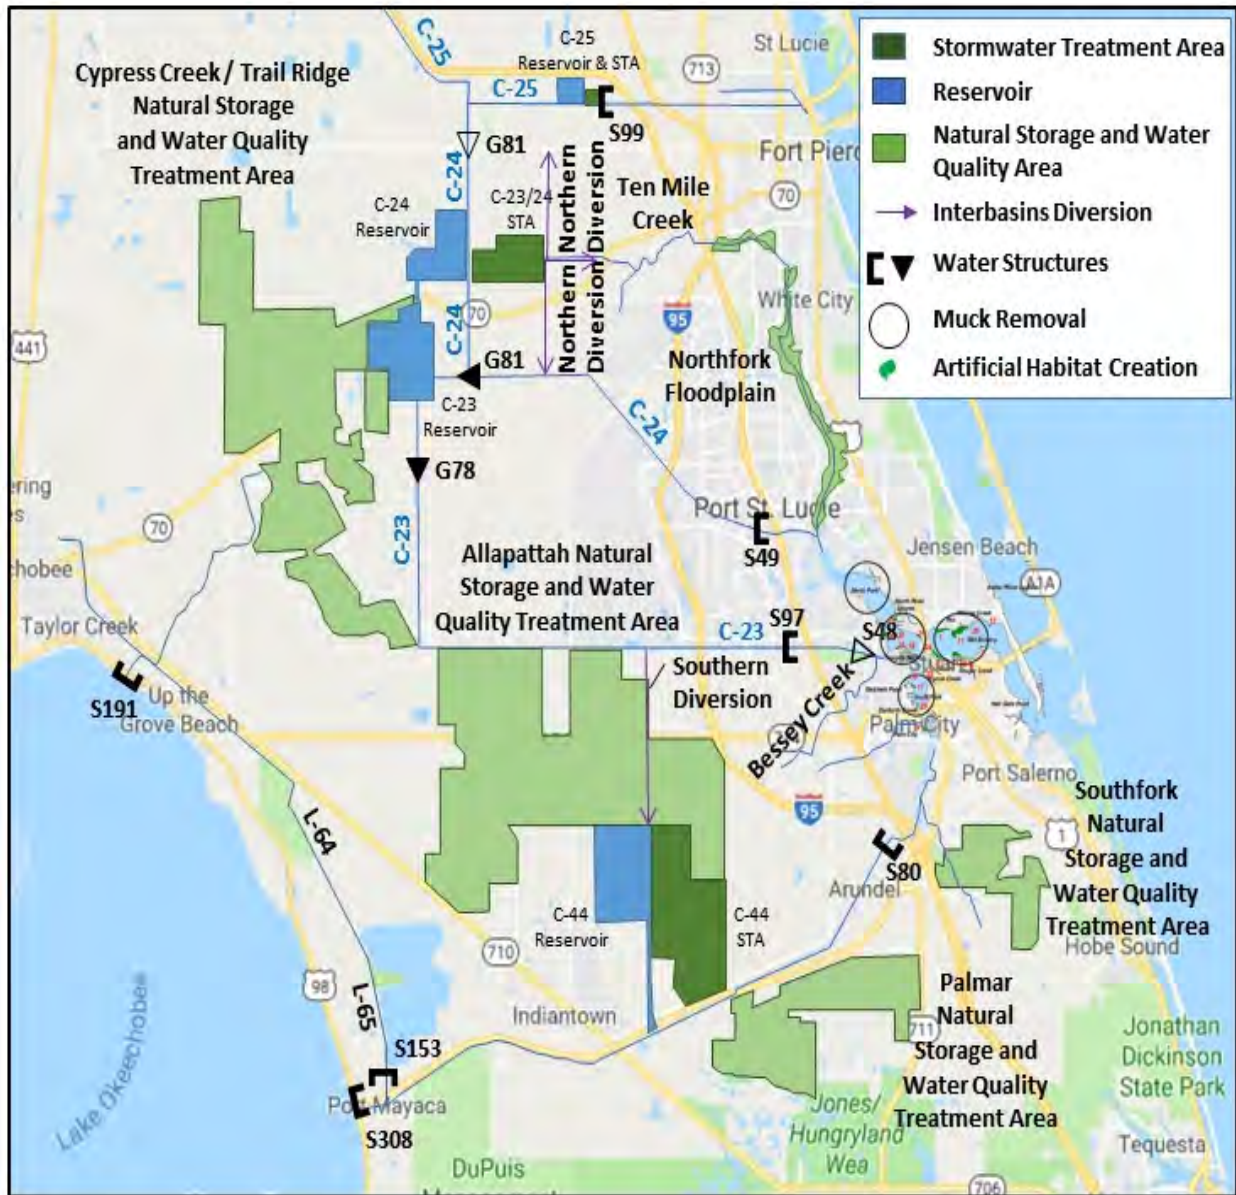 C-25
C-25
Reservoir & STA
St Lucie
713
Stormwater Treatment Area
Reservoir
Natural Storage and Water
Quality Area
Interbasins Diversion
Water Structures
Muck Removal
Artificial Habitat Creation
Cypress Creek / Trail Ridge
Natural Storage
and Water Quality
Treatment Area
C-25
S99
G81
Fort Pierc
C-24
Northern
Diversion
Northern
Diversion
Ten Mile
Creek
70
C-24
Reservoir
C-23/24
STA
White City
70
C-24
95
441
G81
Northfork
Floodplain
C-23
Reservoir
C-24
G78
ering
es
70
Port St. Lucie
S49
C-23
Allapattah Natural
Storage and Water
Quality Treatment Area
Jensen Beach
A1A
chobee
Taylor Creek
S97
C-23
S48
Stuart
Southern
Diversion
Bessey Creek
Palm City
S191
Up the
Grove Beach
Port Salerno
95
1
Southfork
Natural
Storage and
Water Quality
Treatment Area
Hobe Sound
L-64
S80
Arundel
C-44
Reservoir
C-44
STA
710
98
L-65
Indiantown
711
Palmar
Natural
Storage and
Water Quality
Treatment Area
Jonathan
Dickinson
State Park
Lake Okeechobee
S153
Port Mayaca
S308
Jones/
Hungryland
Wea
Tequesta
DuPuis
706